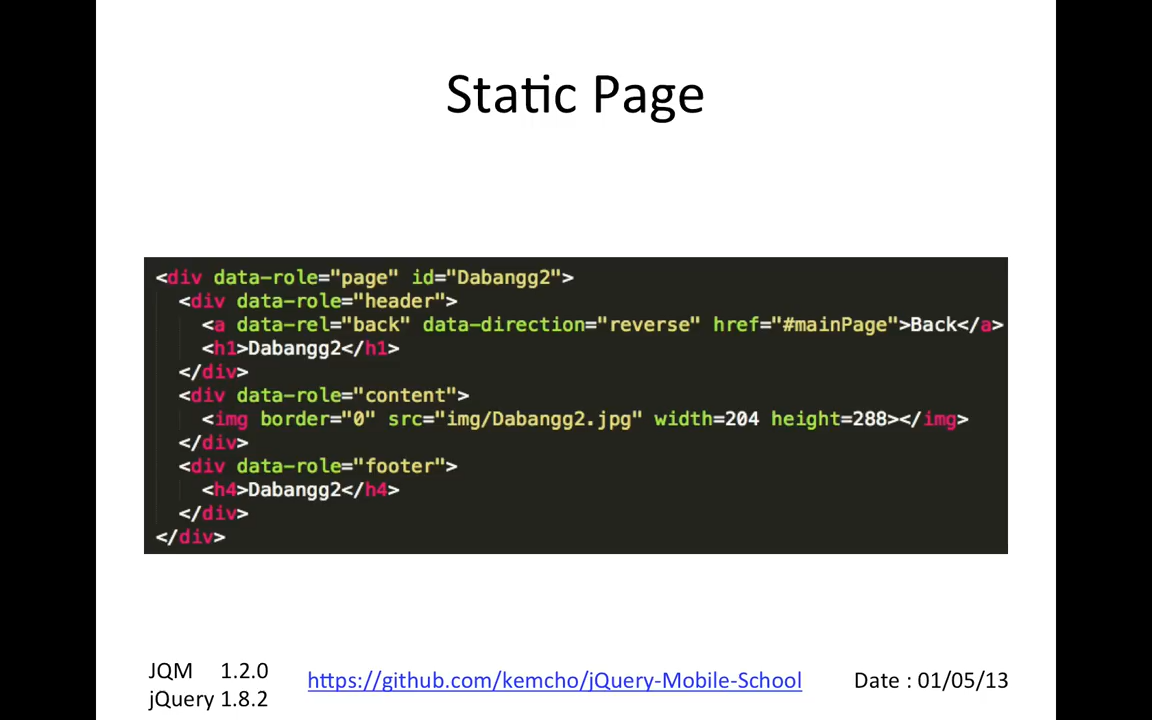 Static Page
<div data-role="page" id="Dabangg2">
<div data-role="header">
<a data-rel="back" data-direction="reverse" href="#mainPage">Back</a>
<h1>Dabangg2</h1>
</div>
<div data-role="content">
<img border="0" src="img/Dabangg2.jpg" width=204 height=288></img>
</div>
<div data-role="footer">
<h4>Dabangg2</h4>
</div>
</div>
JQM 1.2.0
jQuery 1.8.2
https://github.com/kemcho/jQuery-Mobile-School
Date : 01/05/13